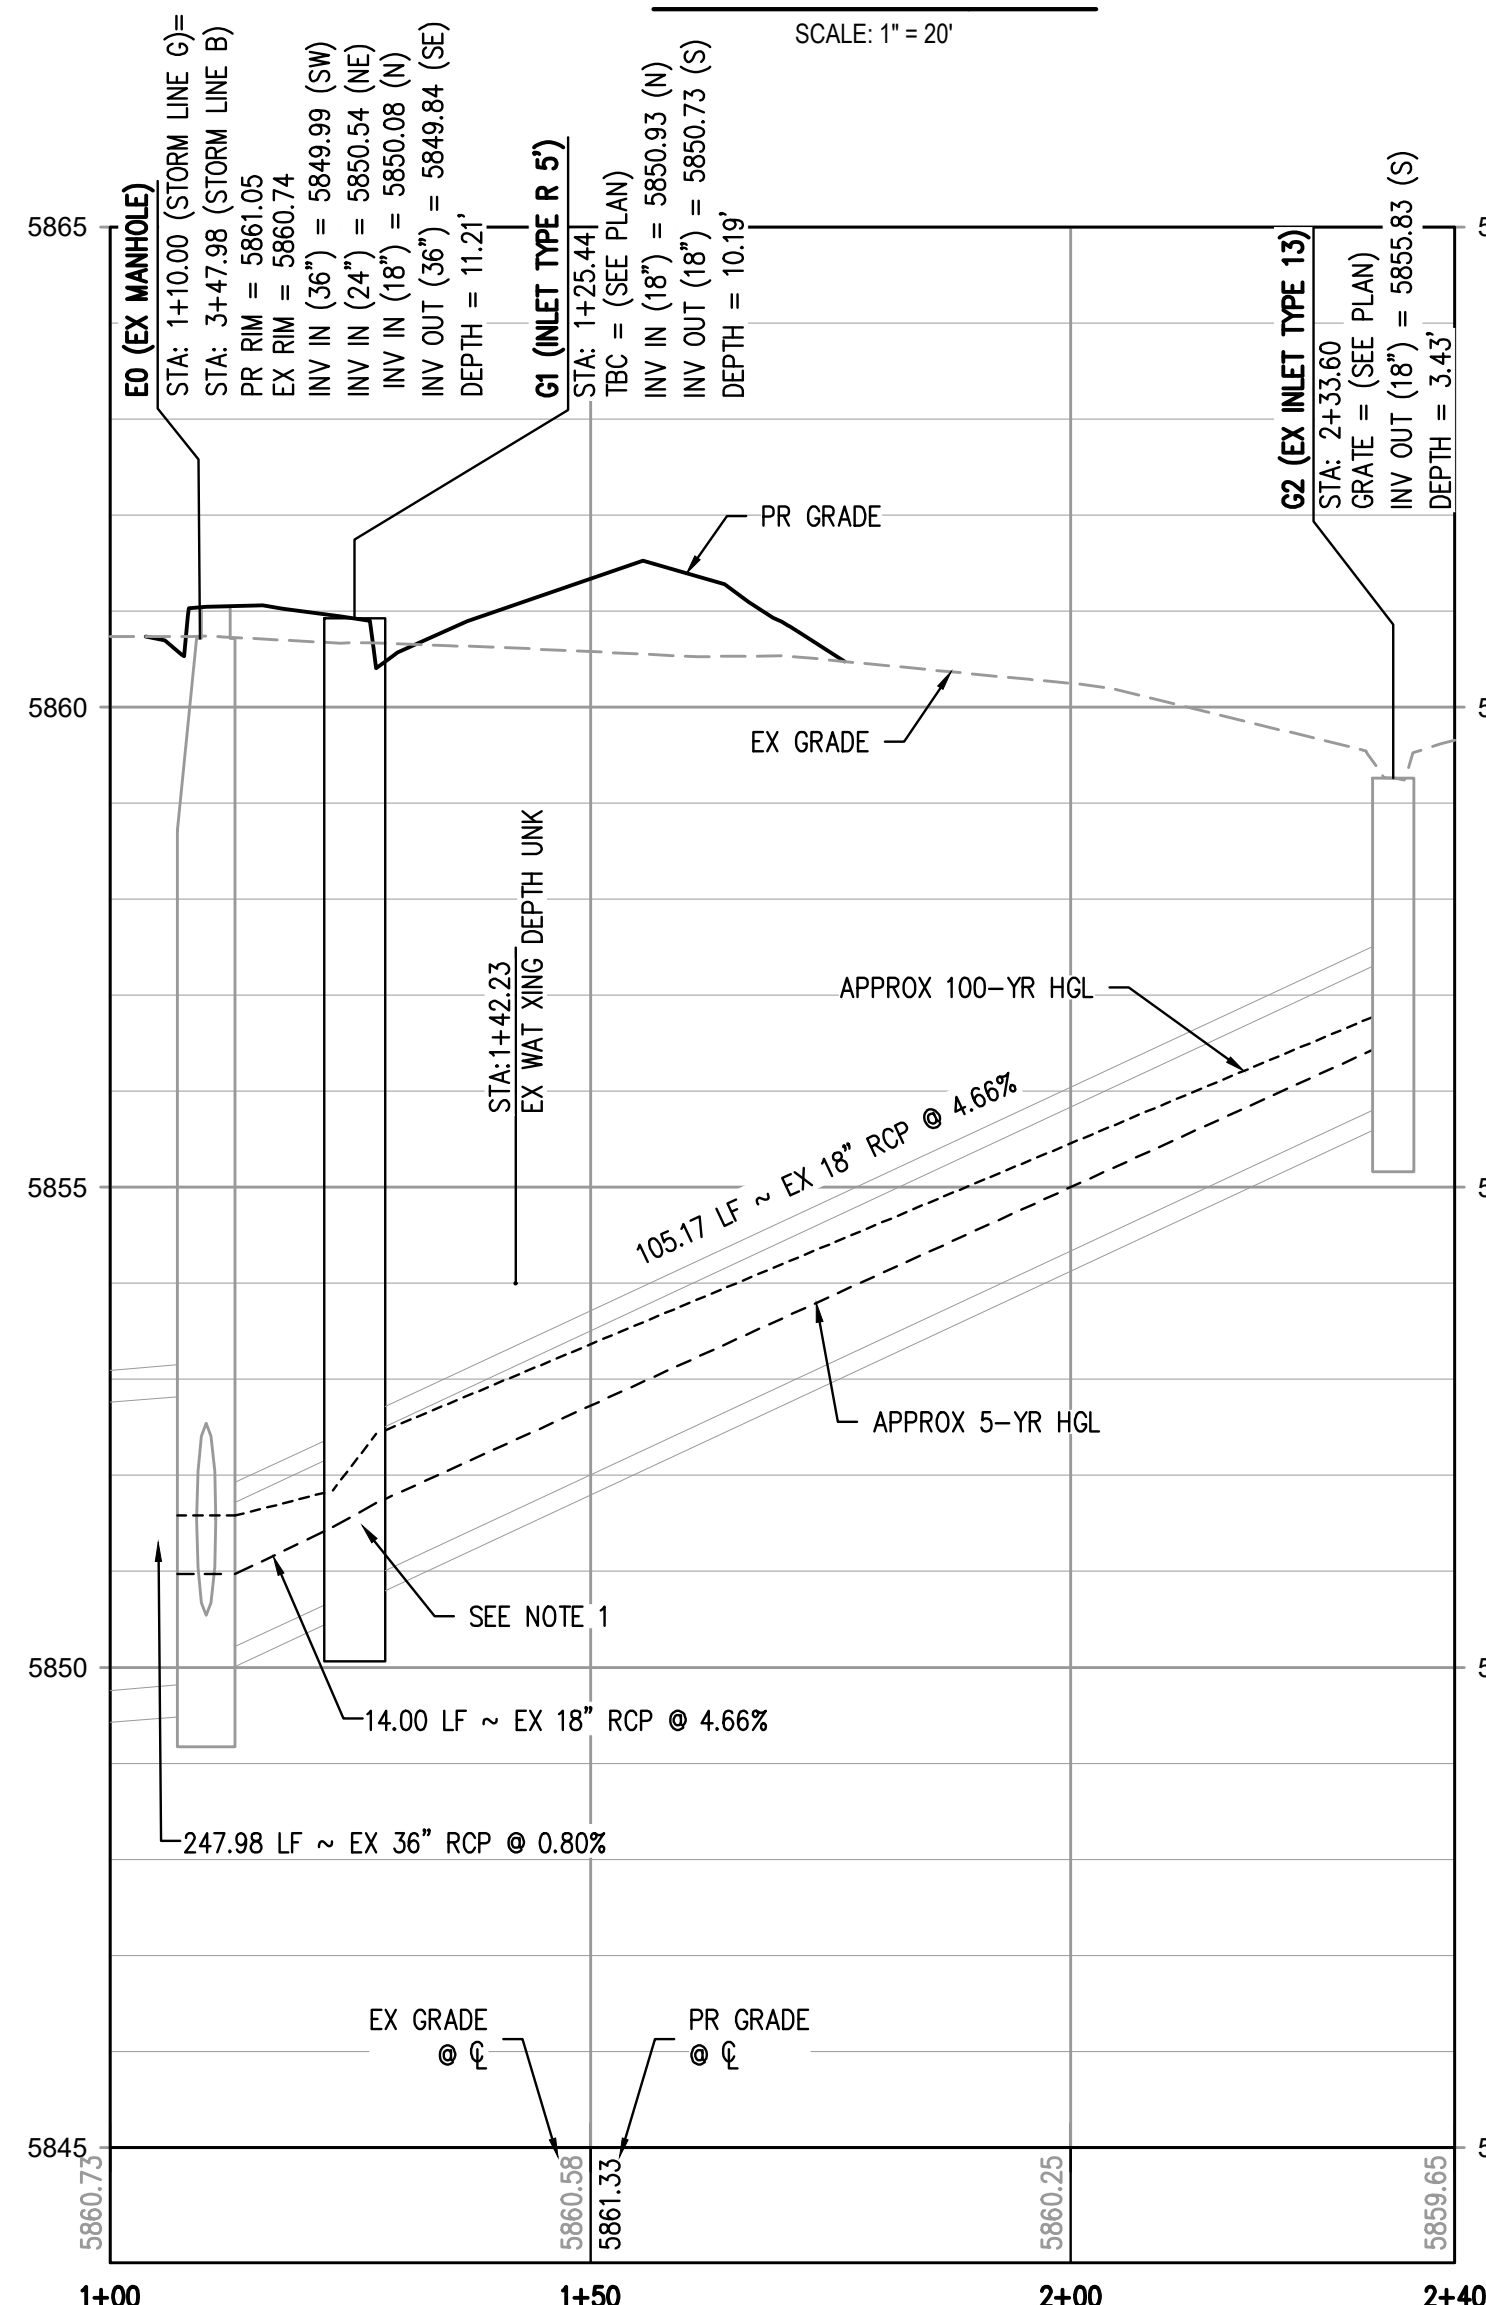 SCALE: 1" = 20'
E0 (EX MANHOLE)
STA: 1+10.00 (STORM LINE G)=
STA: 3+47.98 (STORM LINE B)
PR RIM = 5861.05
EX RIM = 5860.74
INV IN (36") = 5849.99 (SW)
INV IN (24") = 5850.54 (NE)
INV IN (18") = 5850.08 (N)
INV OUT (36") = 5849.84 (SE)
DEPTH = 11.21'
G1 (INLET TYPE R 5')
STA: 1+25.44
TBC = (SEE PLAN)
INV IN (18") = 5850.93 (N)
INV OUT (18") = 5850.73 (S)
DEPTH = 10.19'
G2 (EX INLET TYPE 13)
STA: 2+33.60
GRATE = (SEE PLAN)
INV OUT (18") = 5855.83 (S)
DEPTH = 3.43'
5865
PR GRADE
5860
EX GRADE
STA:1+42.23
EX WAT XING DEPTH UNK
APPROX 100-YR HGL
105.17 LF ~ EX 18" RCP @ 4.66%
5855
APPROX 5-YR HGL
SEE NOTE 1
5850
14.00 LF ~ EX 18" RCP @ 4.66%
247.98 LF ~ EX 36" RCP @ 0.80%
EX GRADE
@ ℄
PR GRADE
@ ℄
5845
5860.73
5860.58
5861.33
5860.25
5859.65
1+00
1+50
2+00
2+40